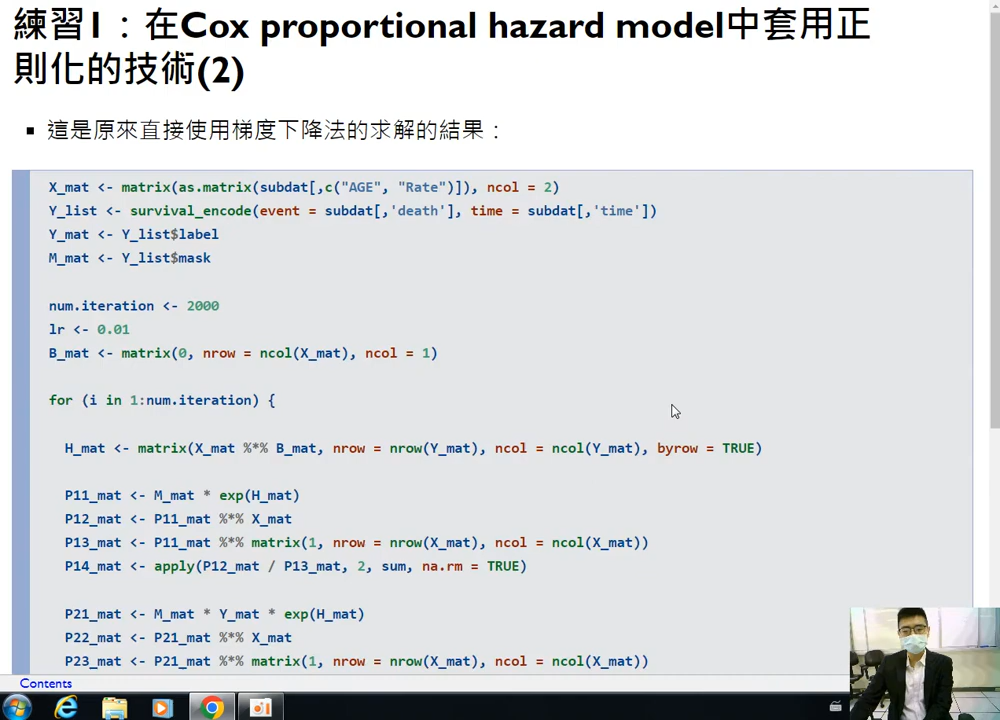 練習1：在Cox proportional hazard model中套用正
則化的技術(2)
▪ 這是原來直接使用梯度下降法的求解的結果：
X_mat <- matrix(as.matrix(subdat[,c("AGE", "Rate")]), ncol = 2)
Y_list <- survival_encode(event = subdat[,'death'], time = subdat[,'time'])
Y_mat <- Y_list$label
M_mat <- Y_list$mask
num.iteration <- 2000
lr <- 0.01
B_mat <- matrix(0, nrow = ncol(X_mat), ncol = 1)
for (i in 1:num.iteration) {
H_mat <- matrix(X_mat %*% B_mat, nrow = nrow(Y_mat), ncol = ncol(Y_mat), byrow = TRUE)
P11_mat <- M_mat * exp(H_mat)
P12_mat <- P11_mat %*% X_mat
P13_mat <- P11_mat %*% matrix(1, nrow = nrow(X_mat), ncol = ncol(X_mat))
P14_mat <- apply(P12_mat / P13_mat, 2, sum, na.rm = TRUE)
P21_mat <- M_mat * Y_mat * exp(H_mat)
P22_mat <- P21_mat %*% X_mat
P23_mat <- P21_mat %*% matrix(1, nrow = nrow(X_mat), ncol = ncol(X_mat))
Contents